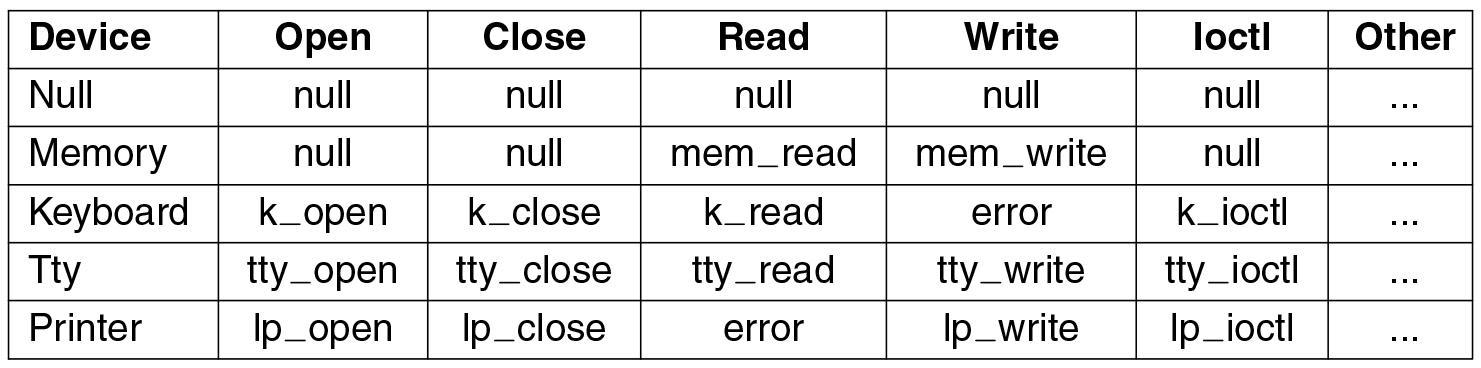 Device Open Close Read Write Ioctl Other
Null null null null null null ...
Memory null null mem_read mem_write null ...
Keyboard k_open k_close k_read error k_ioctl ...
Tty tty_open tty_close tty_read tty_write tty_ioctl ...
Printer lp_open lp_close error lp_write lp_ioctl ...